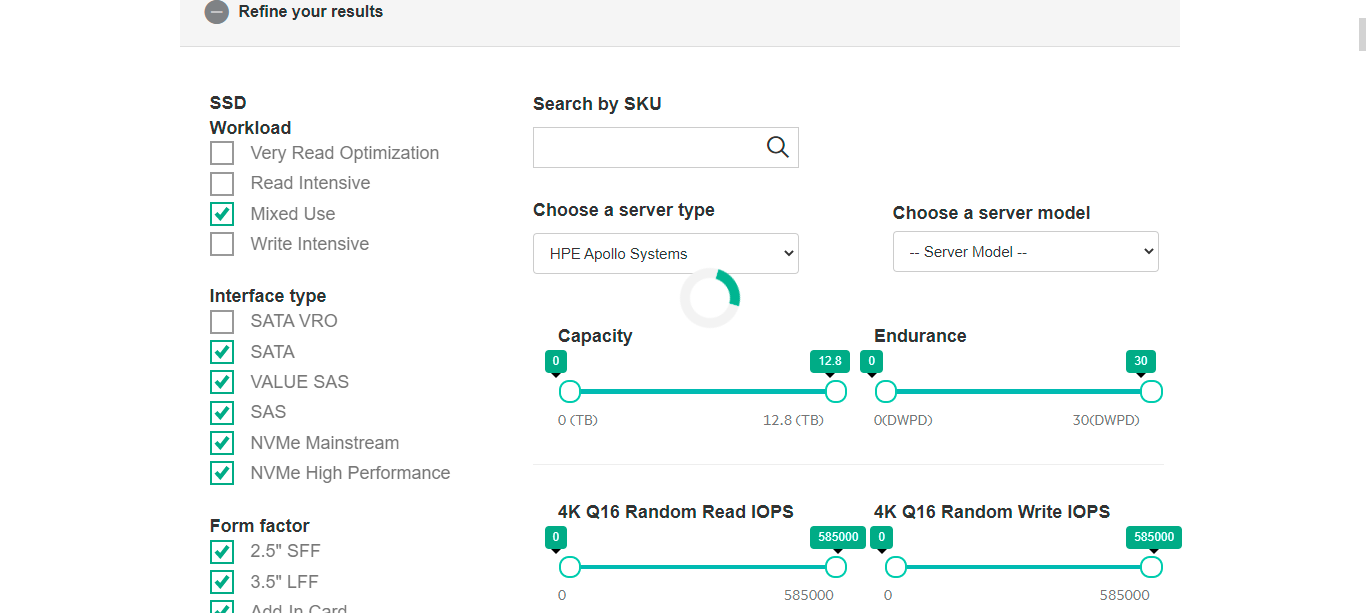 Refine your results
SSD
Workload
Very Read Optimization
Read Intensive
Mixed Use
Write Intensive
Interface type
SATA VRO
SATA
VALUE SAS
SAS
NVMe Mainstream
NVMe High Performance
Form factor
2.5" SFF
3.5" LFF
Add In Card
Search by SKU
Choose a server type
HPE Apollo Systems
Choose a server model
-- Server Model --
Capacity
0 12.8
0 (TB) 12.8 (TB)
Endurance
0 30
0(DWPD) 30(DWPD)
4K Q16 Random Read IOPS
0 585000
0 585000
4K Q16 Random Write IOPS
0 585000
0 585000